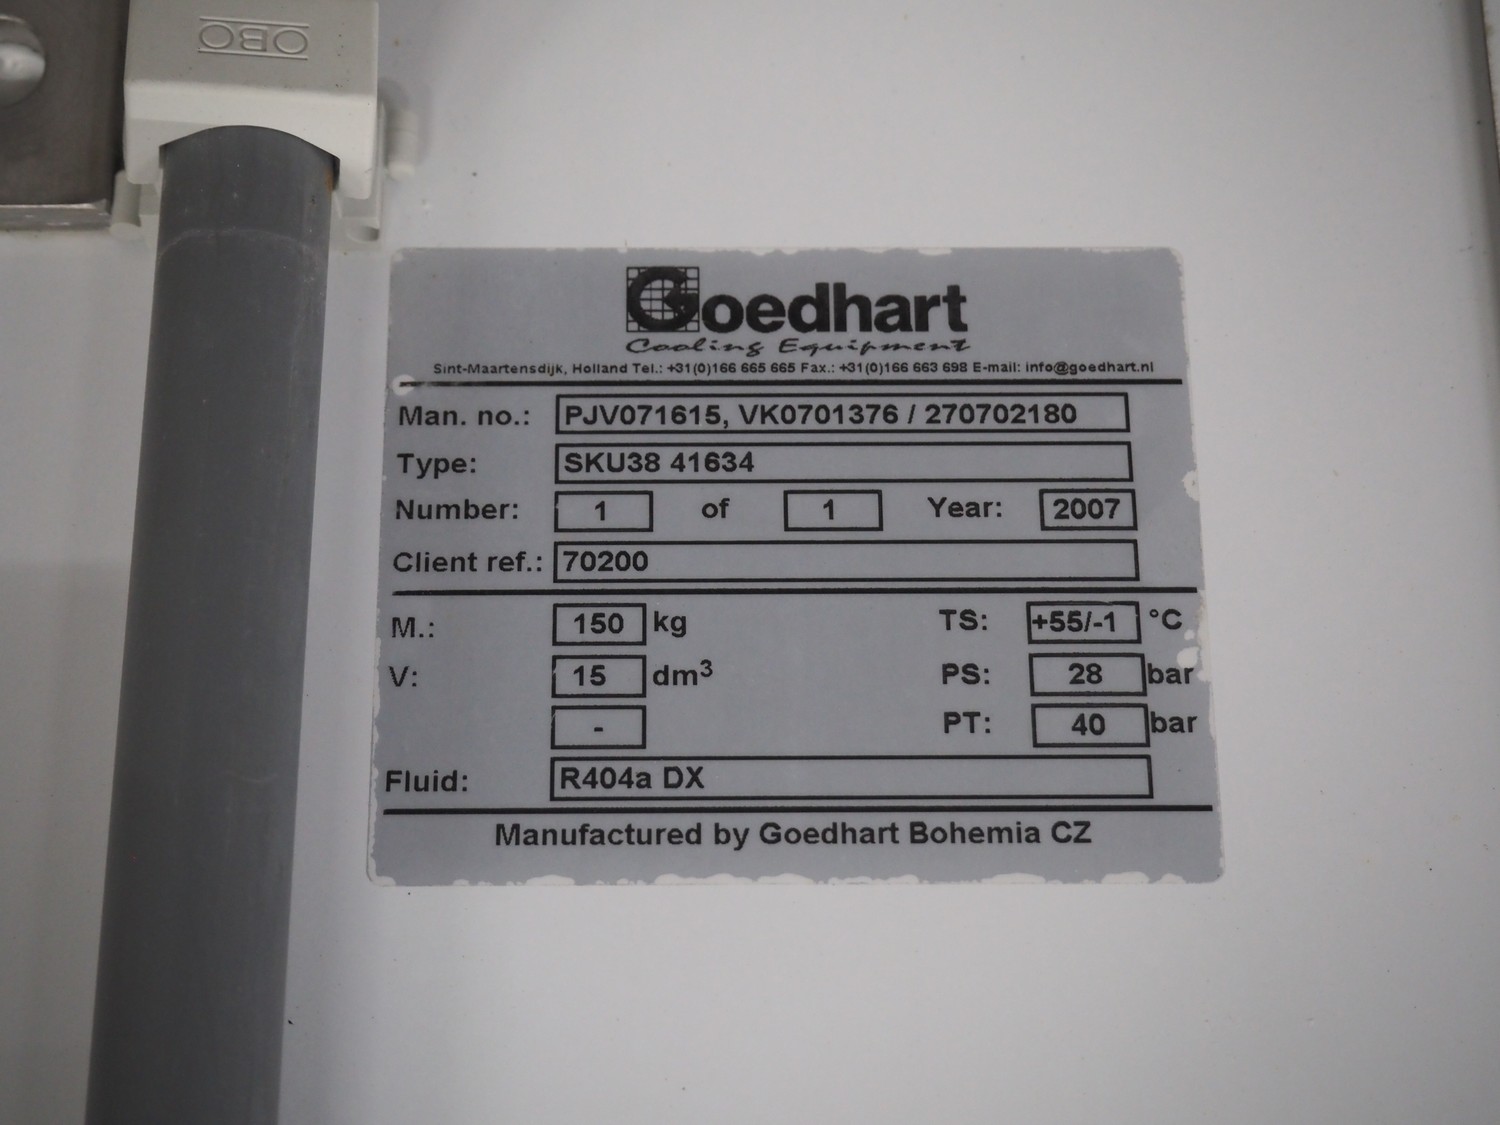 OBO
Goedhart
Cooling Equipment
Sint-Maartensdijk, Holland Tel.: +31(0)166 665 665 Fax.: +31(0)166 663 698 E-mail: info@goedhart.nl
Man. no.: PJV071615, VK0701376 / 270702180
Type: SKU38 41634
Number: 1 of 1 Year: 2007
Client ref.: 70200
M.: 150 kg TS: +55/-1 °C
V: 15 dm³ PS: 28 bar
- PT: 40 bar
Fluid: R404a DX
Manufactured by Goedhart Bohemia CZ